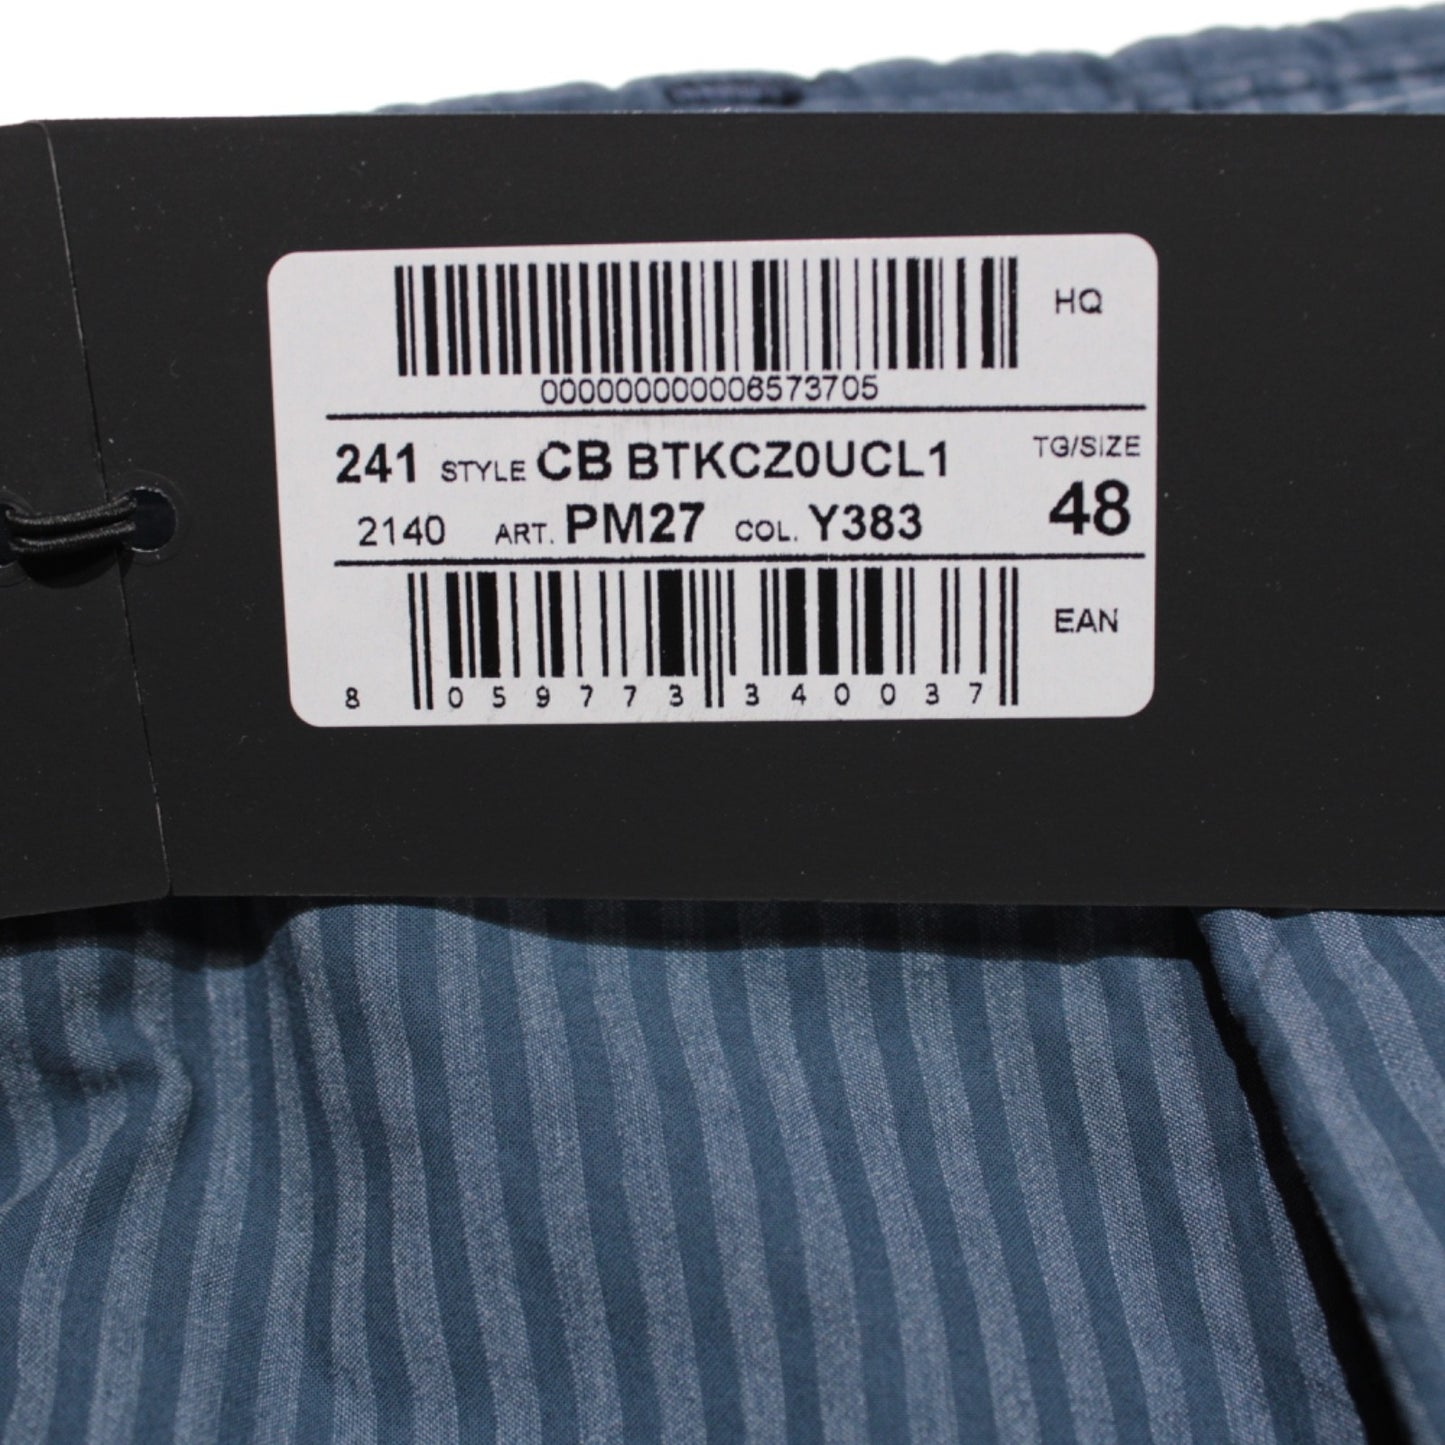 HQ
000000000006573705
241 STYLE CB BTKCZ0UCL1
TG/SIZE
2140 ART. PM27 COL. Y383
48
EAN
8 059773 340037